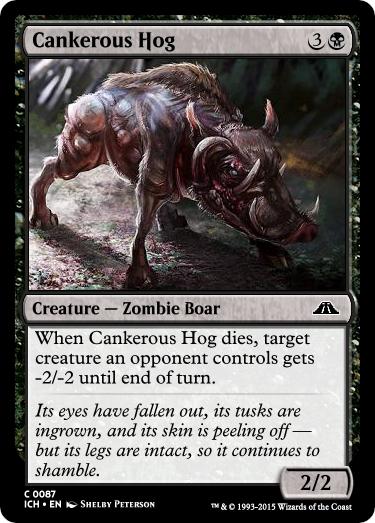 Cankerous Hog 3
Creature — Zombie Boar
When Cankerous Hog dies, target
creature an opponent controls gets
-2/-2 until end of turn.
Its eyes have fallen out, its tusks are
ingrown, and its skin is peeling off —
but its legs are intact, so it continues to
shamble.
2/2
C 0087
ICH • EN SHELBY PETERSON
™ & © 1993-2015 Wizards of the Coast